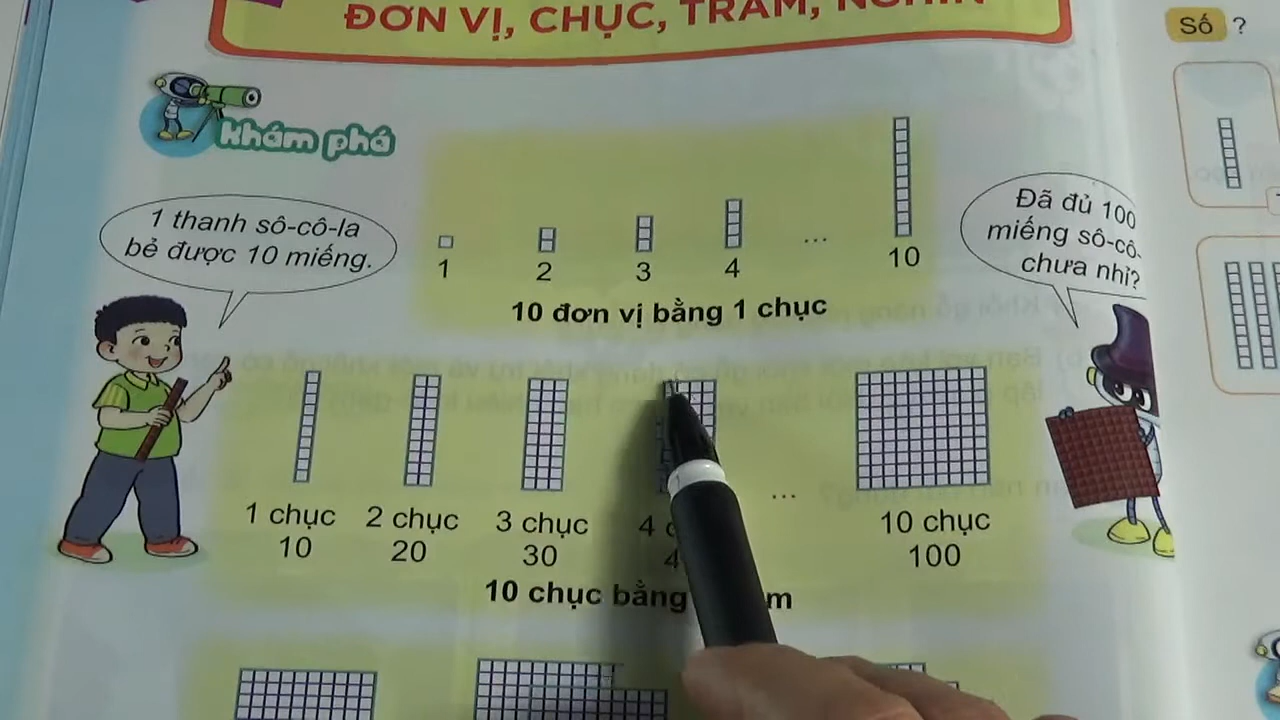 ĐƠN VỊ, CHỤC, TRĂM, NGHÌN
Số ?
khám phá
1 thanh sô-cô-la
bẻ được 10 miếng.
Đã đủ 100
miếng sô-cô-
chưa nhỉ?
1 2 3 4 ... 10
10 đơn vị bằng 1 chục
1 chục 2 chục 3 chục 4 ... 10 chục
10 20 30 4 100
10 chục bằng